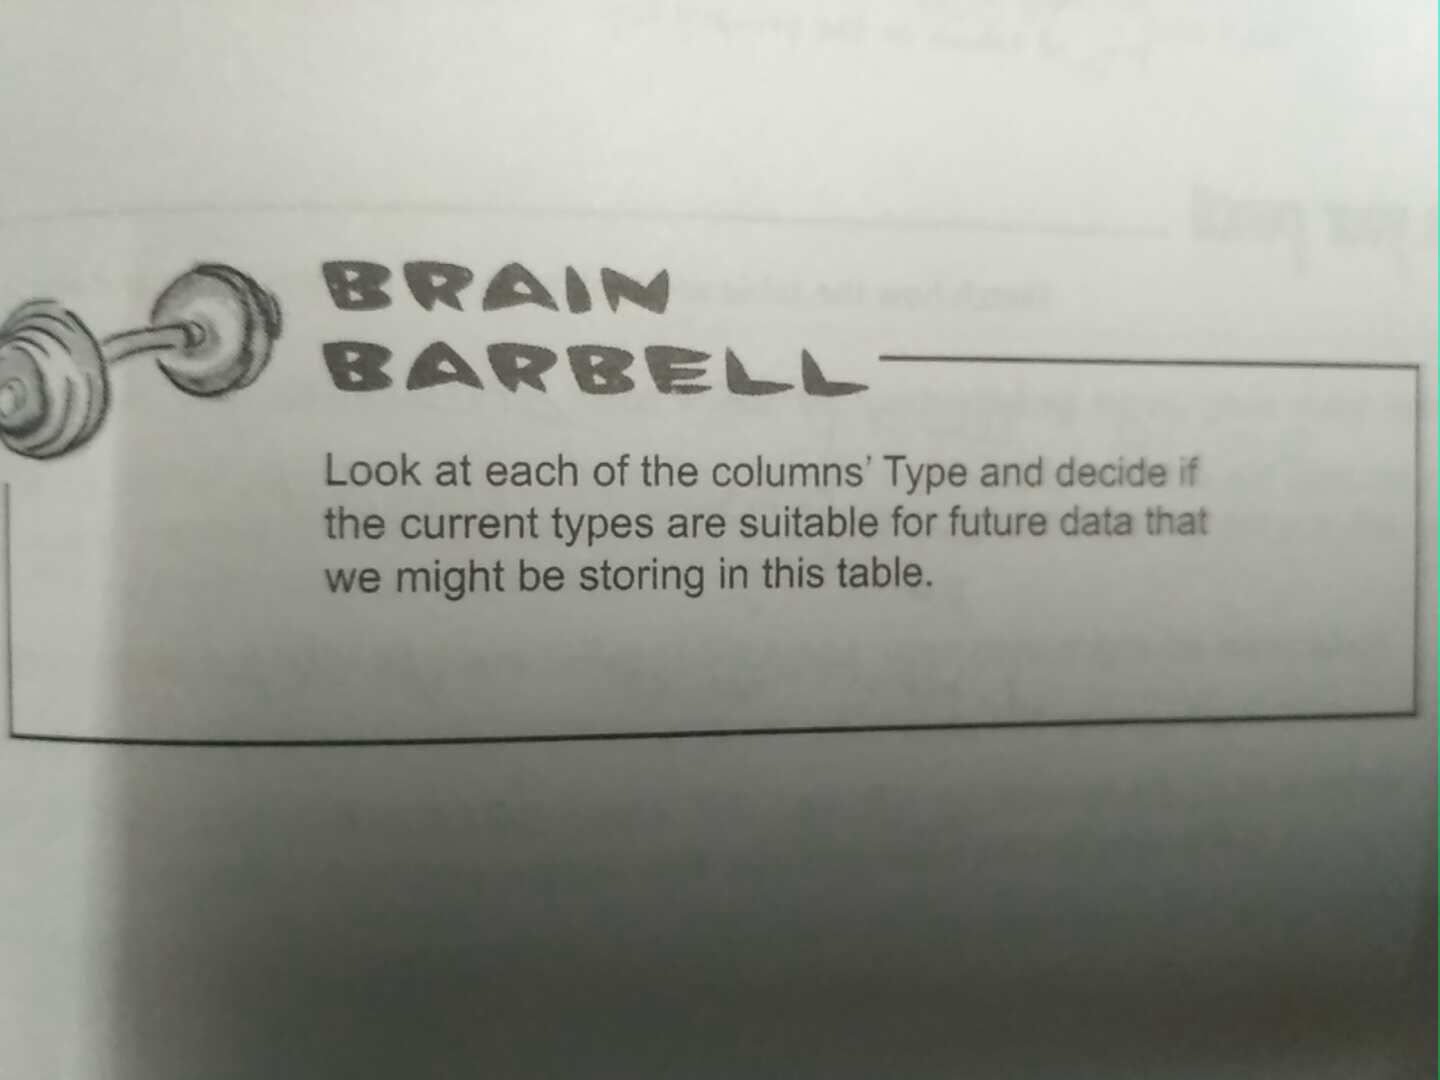 BRAIN
BARBELL
Look at each of the columns' Type and decide if
the current types are suitable for future data that
we might be storing in this table.